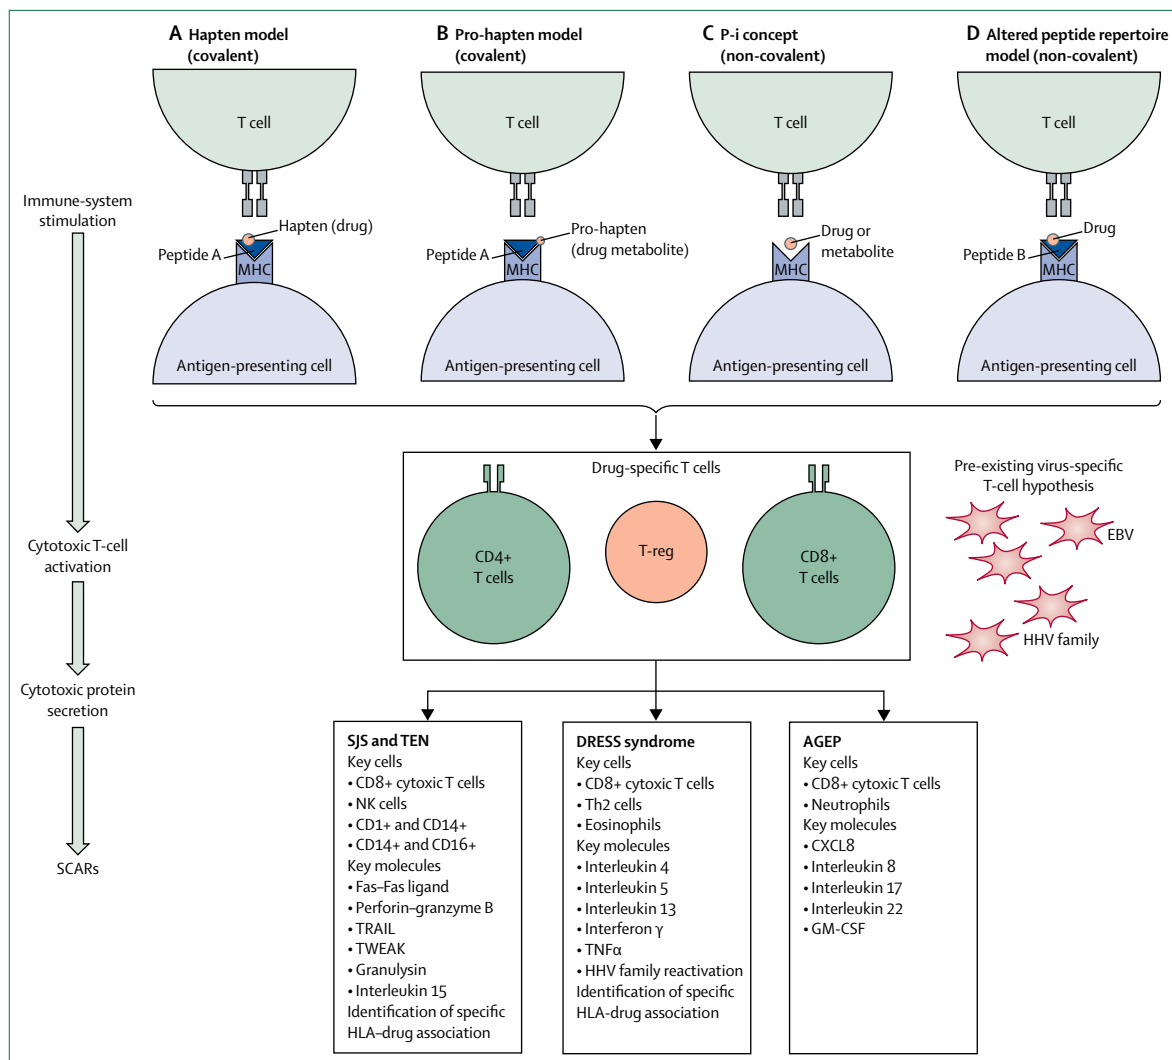 A Hapten model
(covalent)
B Pro-hapten model
(covalent)
C P-i concept
(non-covalent)
D Altered peptide repertoire
model (non-covalent)
T cell
T cell
T cell
T cell
Immune-system
stimulation
Hapten (drug)
Peptide A
MHC
Antigen-presenting cell
Pro-hapten
(drug metabolite)
Peptide A
MHC
Antigen-presenting cell
Drug or
metabolite
MHC
Antigen-presenting cell
Drug
Peptide B
MHC
Antigen-presenting cell
Drug-specific T cells
CD4+
T cells
T-reg
CD8+
T cells
Pre-existing virus-specific
T-cell hypothesis
EBV
HHV family
Cytotoxic T-cell
activation
Cytotoxic protein
secretion
SCARs
SJS and TEN
Key cells
• CD8+ cytoxic T cells
• NK cells
• CD1+ and CD14+
• CD14+ and CD16+
Key molecules
• Fas–Fas ligand
• Perforin–granzyme B
• TRAIL
• TWEAK
• Granulysin
• Interleukin 15
Identification of specific
HLA–drug association
DRESS syndrome
Key cells
• CD8+ cytoxic T cells
• Th2 cells
• Eosinophils
Key molecules
• Interleukin 4
• Interleukin 5
• Interleukin 13
• Interferon γ
• TNFα
• HHV family reactivation
Identification of specific
HLA-drug association
AGEP
Key cells
• CD8+ cytoxic T cells
• Neutrophils
Key molecules
• CXCL8
• Interleukin 8
• Interleukin 17
• Interleukin 22
• GM-CSF